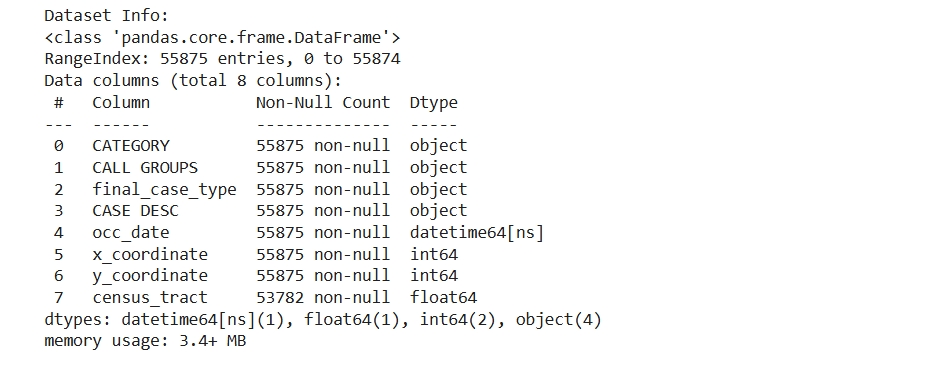 Dataset Info:
<class 'pandas.core.frame.DataFrame'>
RangeIndex: 55875 entries, 0 to 55874
Data columns (total 8 columns):
 #   Column           Non-Null Count  Dtype
---  ------           --------------  -----
 0   CATEGORY         55875 non-null  object
 1   CALL GROUPS      55875 non-null  object
 2   final_case_type  55875 non-null  object
 3   CASE DESC        55875 non-null  object
 4   occ_date         55875 non-null  datetime64[ns]
 5   x_coordinate     55875 non-null  int64
 6   y_coordinate     55875 non-null  int64
 7   census_tract     53782 non-null  float64
dtypes: datetime64[ns](1), float64(1), int64(2), object(4)
memory usage: 3.4+ MB